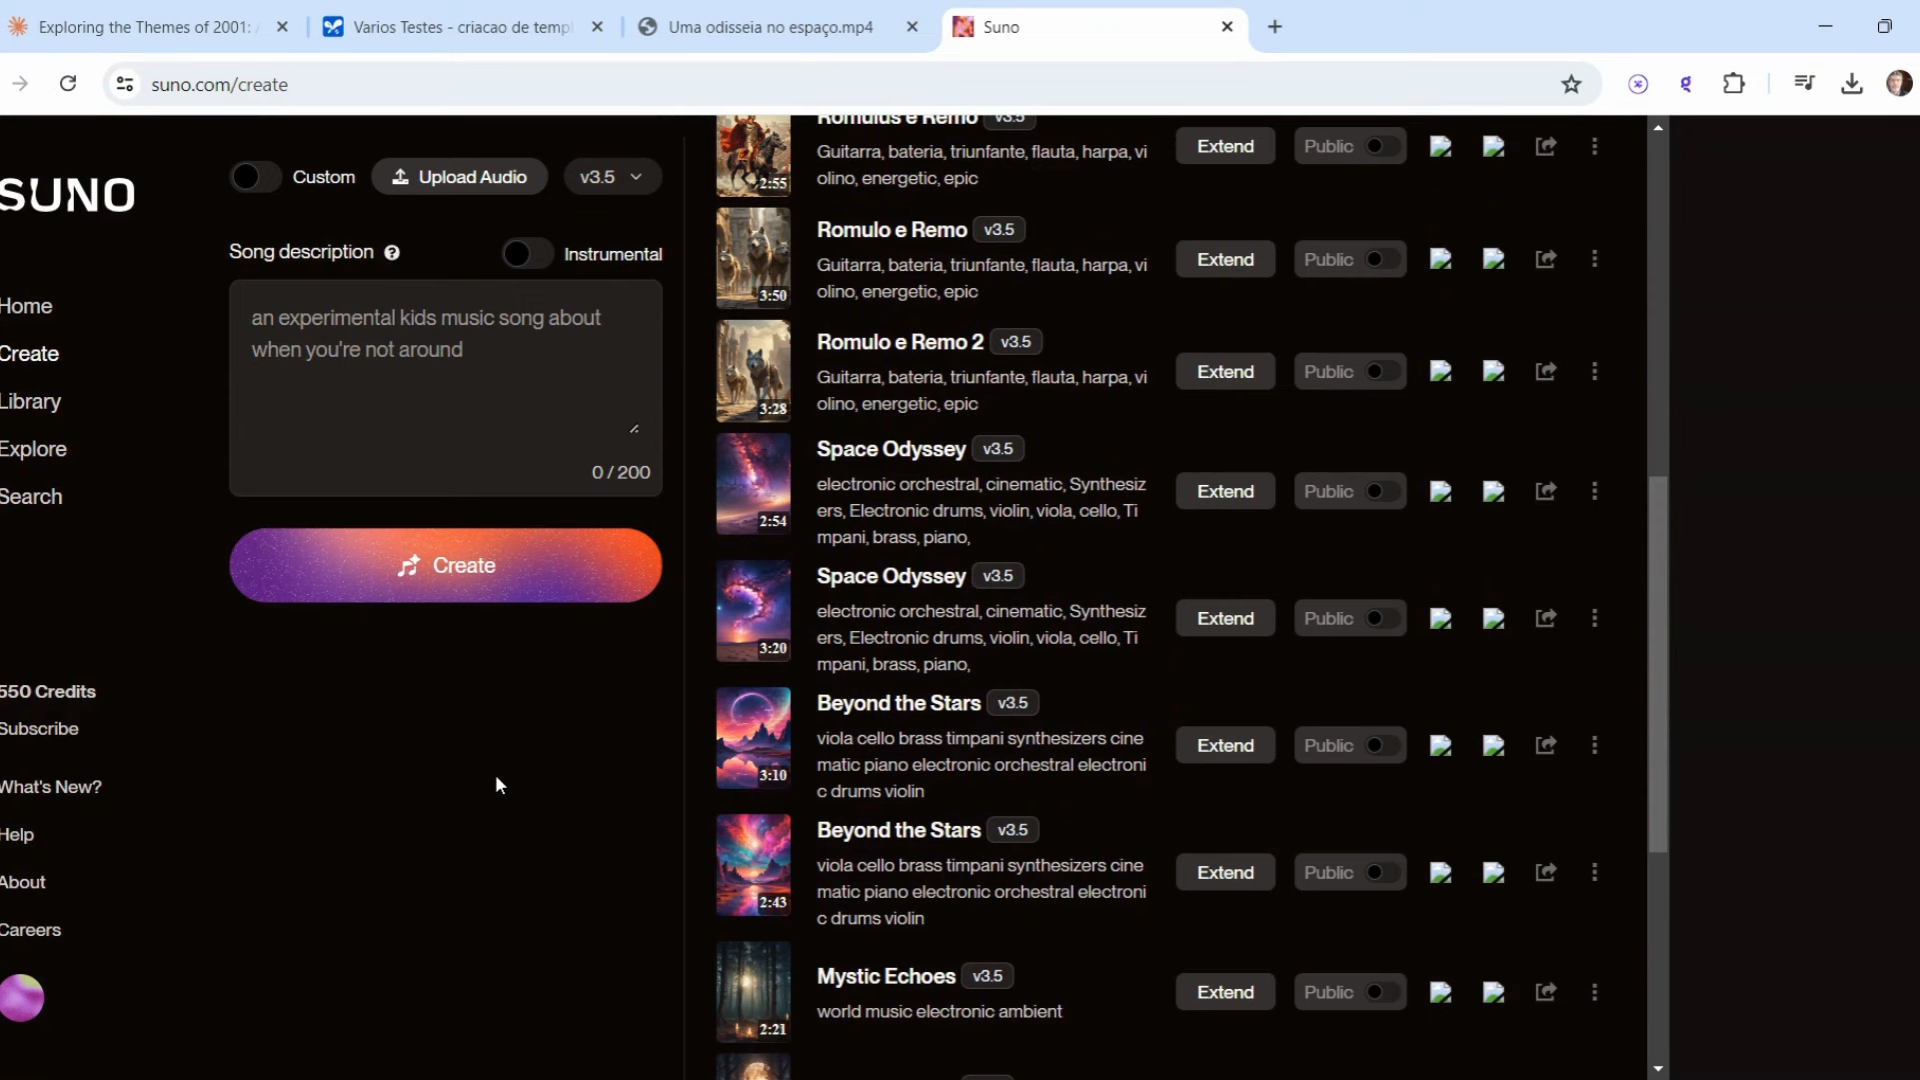 Exploring the Themes of 2001: /
Varios Testes - criacao de templ
Uma odisseia no espaço.mp4
Suno
suno.com/create
SUNO
Home
Create
Library
Explore
Search
550 Credits
Subscribe
What's New?
Help
About
Careers
Custom
Upload Audio
v3.5
Song description
Instrumental
an experimental kids music song about
when you're not around
0 / 200
Create
Romulus e Remo v3.5
Guitarra, bateria, triunfante, flauta, harpa, vi
olino, energetic, epic
2:55
Extend
Public
Romulo e Remo v3.5
Guitarra, bateria, triunfante, flauta, harpa, vi
olino, energetic, epic
3:50
Extend
Public
Romulo e Remo 2 v3.5
Guitarra, bateria, triunfante, flauta, harpa, vi
olino, energetic, epic
3:28
Extend
Public
Space Odyssey v3.5
electronic orchestral, cinematic, Synthesiz
ers, Electronic drums, violin, viola, cello, Ti
mpani, brass, piano,
2:54
Extend
Public
Space Odyssey v3.5
electronic orchestral, cinematic, Synthesiz
ers, Electronic drums, violin, viola, cello, Ti
mpani, brass, piano,
3:20
Extend
Public
Beyond the Stars v3.5
viola cello brass timpani synthesizers cine
matic piano electronic orchestral electroni
c drums violin
3:10
Extend
Public
Beyond the Stars v3.5
viola cello brass timpani synthesizers cine
matic piano electronic orchestral electroni
c drums violin
2:43
Extend
Public
Mystic Echoes v3.5
world music electronic ambient
2:21
Extend
Public